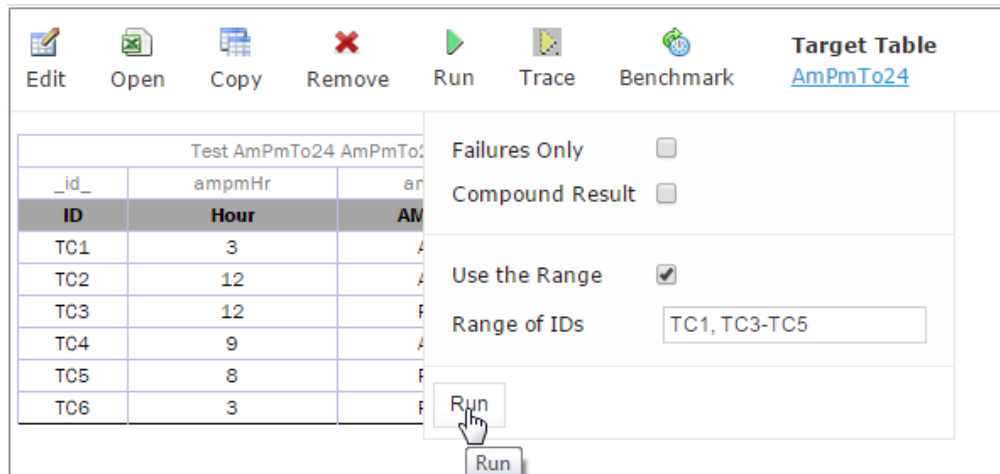 Edit Open Copy Remove Run Trace Benchmark Target Table
AmPmTo24
Test AmPmTo24
_id_ ampmHr
ID Hour
TC1 3
TC2 12
TC3 12
TC4 9
TC5 8
TC6 3
Failures Only
Compound Result
Use the Range
Range of IDs TC1, TC3-TC5
Run
Run